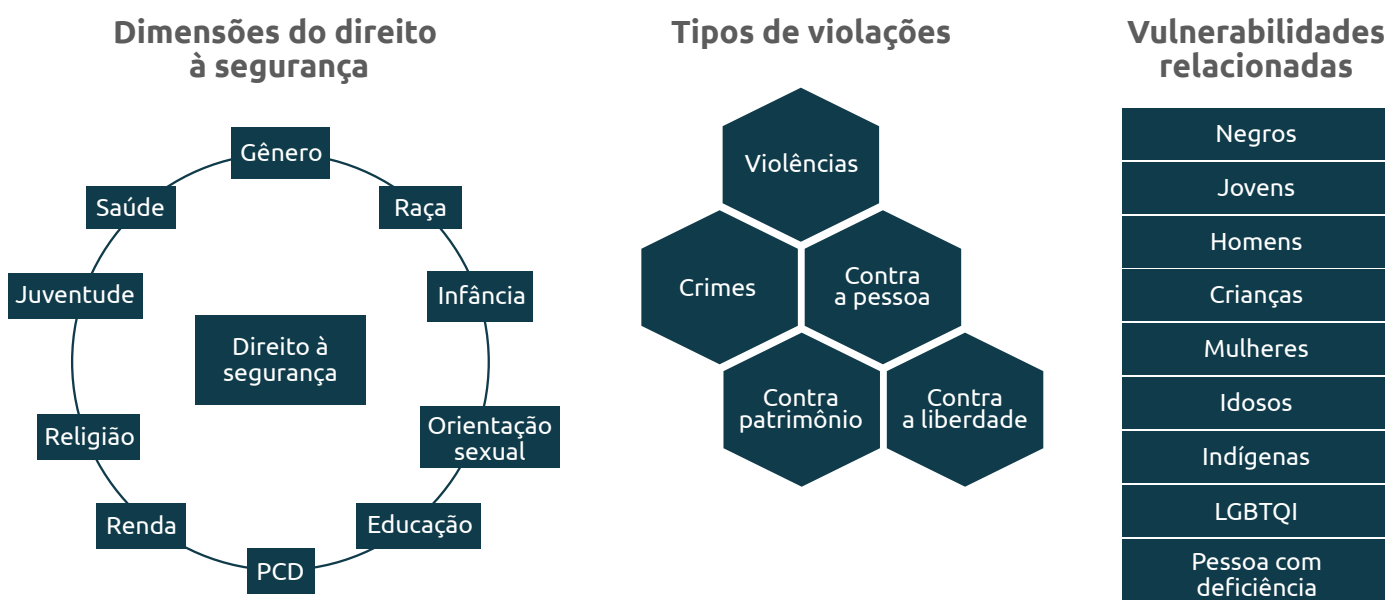 Dimensões do direito
à segurança
Gênero
Raça
Infância
Orientação
sexual
Educação
PCD
Renda
Religião
Juventude
Saúde
Direito à
segurança
Tipos de violações
Violências
Crimes
Contra
a pessoa
Contra
patrimônio
Contra
a liberdade
Vulnerabilidades
relacionadas
Negros
Jovens
Homens
Crianças
Mulheres
Idosos
Indígenas
LGBTQI
Pessoa com
deficiência